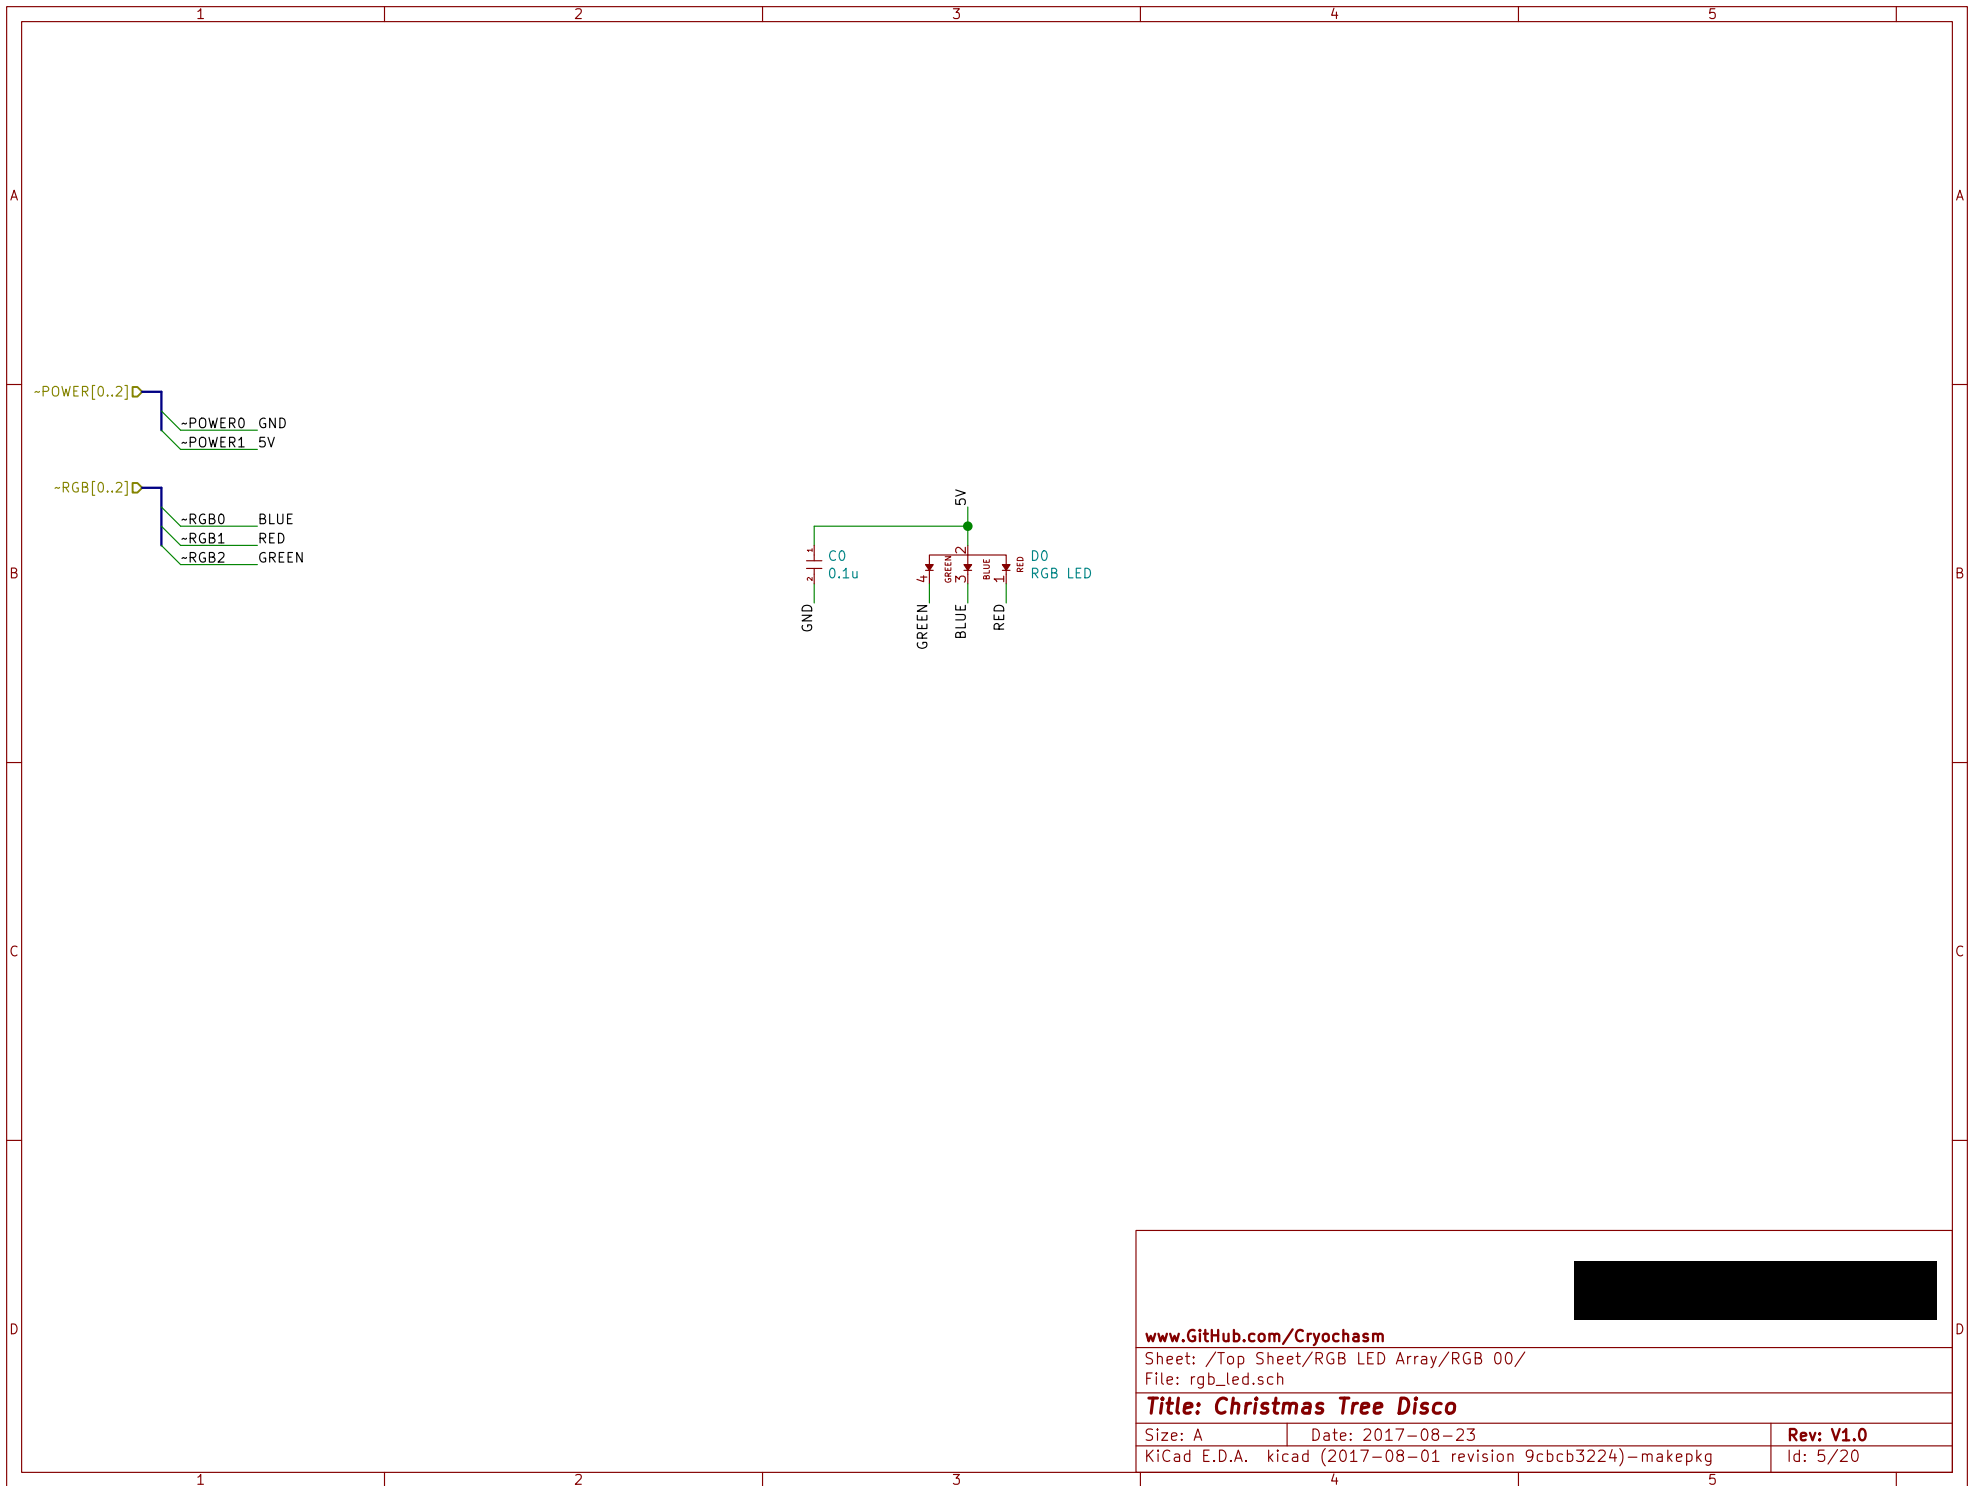 1 2 3 4 5
A A
~POWER[0..2]
~POWER0 GND
~POWER1 5V
~RGB[0..2]
~RGB0 BLUE
~RGB1 RED
~RGB2 GREEN
5V
1 C0
2 0.1u
GND
2
4 GREEN 3 BLUE 1 RED
D0
RGB LED
GREEN BLUE RED
B B
C C
D D
www.GitHub.com/Cryochasm
Sheet: /Top Sheet/RGB LED Array/RGB 00/
File: rgb_led.sch
Title: Christmas Tree Disco
Size: A Date: 2017-08-23 Rev: V1.0
KiCad E.D.A. kicad (2017-08-01 revision 9cbcb3224)-makepkg Id: 5/20
1 2 3 4 5